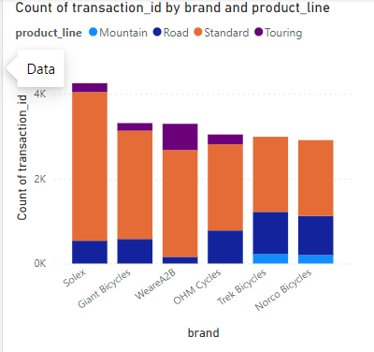 Count of transaction_id by brand and product_line
product_line Mountain Road Standard Touring
Data
Count of transaction_id
4K
2K
0K
Solex
Giant Bicycles
WeareA2B
OHM Cycles
Trek Bicycles
Norco Bicycles
brand